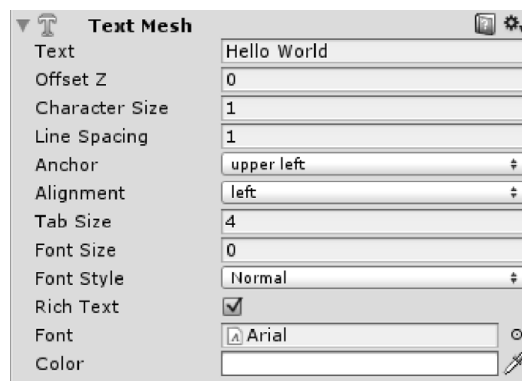 Text Mesh
Text Hello World
Offset Z 0
Character Size 1
Line Spacing 1
Anchor upper left
Alignment left
Tab Size 4
Font Size 0
Font Style Normal
Rich Text
Font Arial
Color